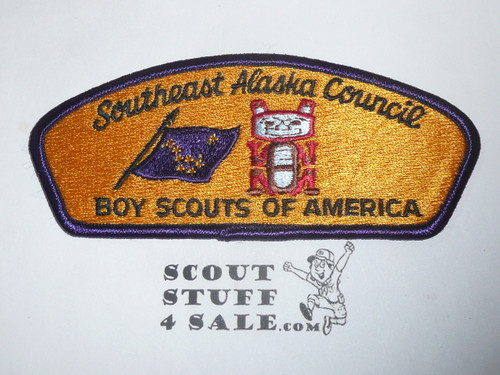 Southeast Alaska Council
BOY SCOUTS OF AMERICA
SCOUT
STUFF
4 SALE.com